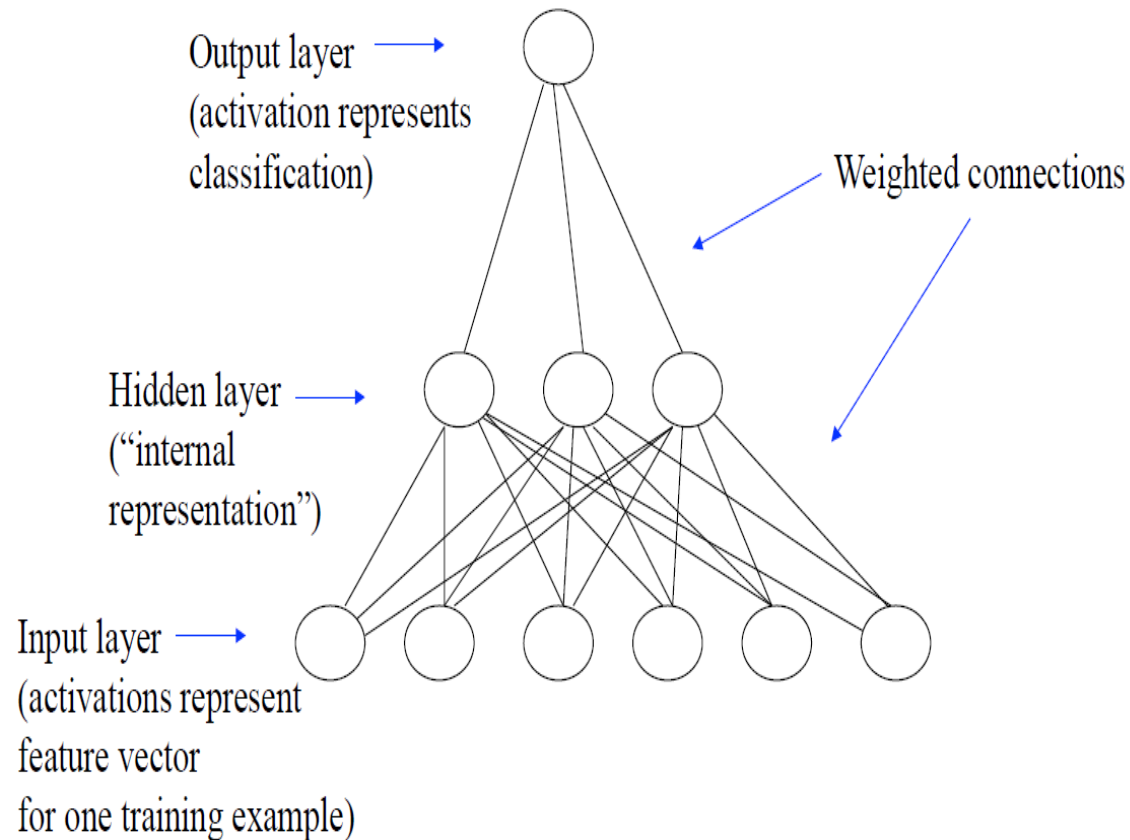 Output layer
(activation represents
classification)
Weighted connections
Hidden layer
(“internal
representation”)
Input layer
(activations represent
feature vector
for one training example)